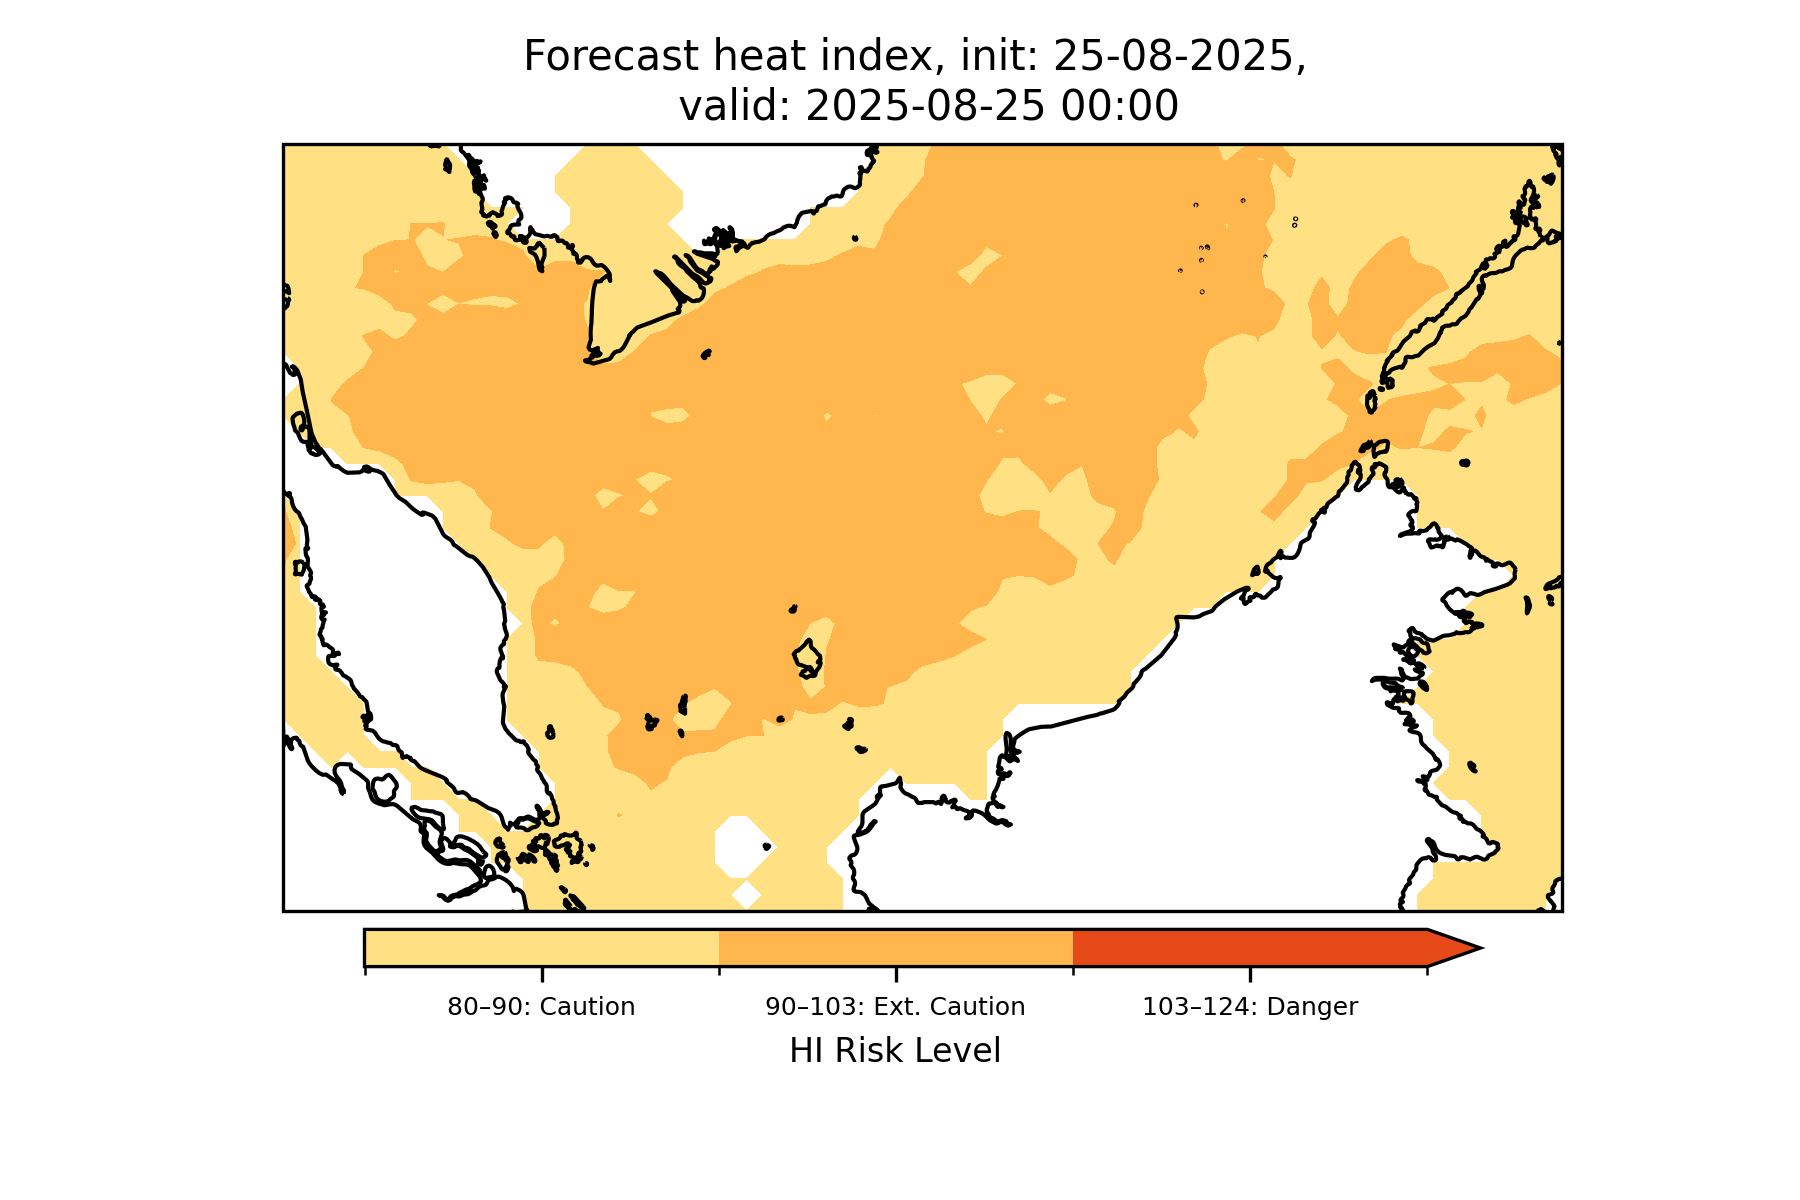 Forecast heat index, init: 25-08-2025,
valid: 2025-08-25 00:00
80–90: Caution
90–103: Ext. Caution
103–124: Danger
HI Risk Level